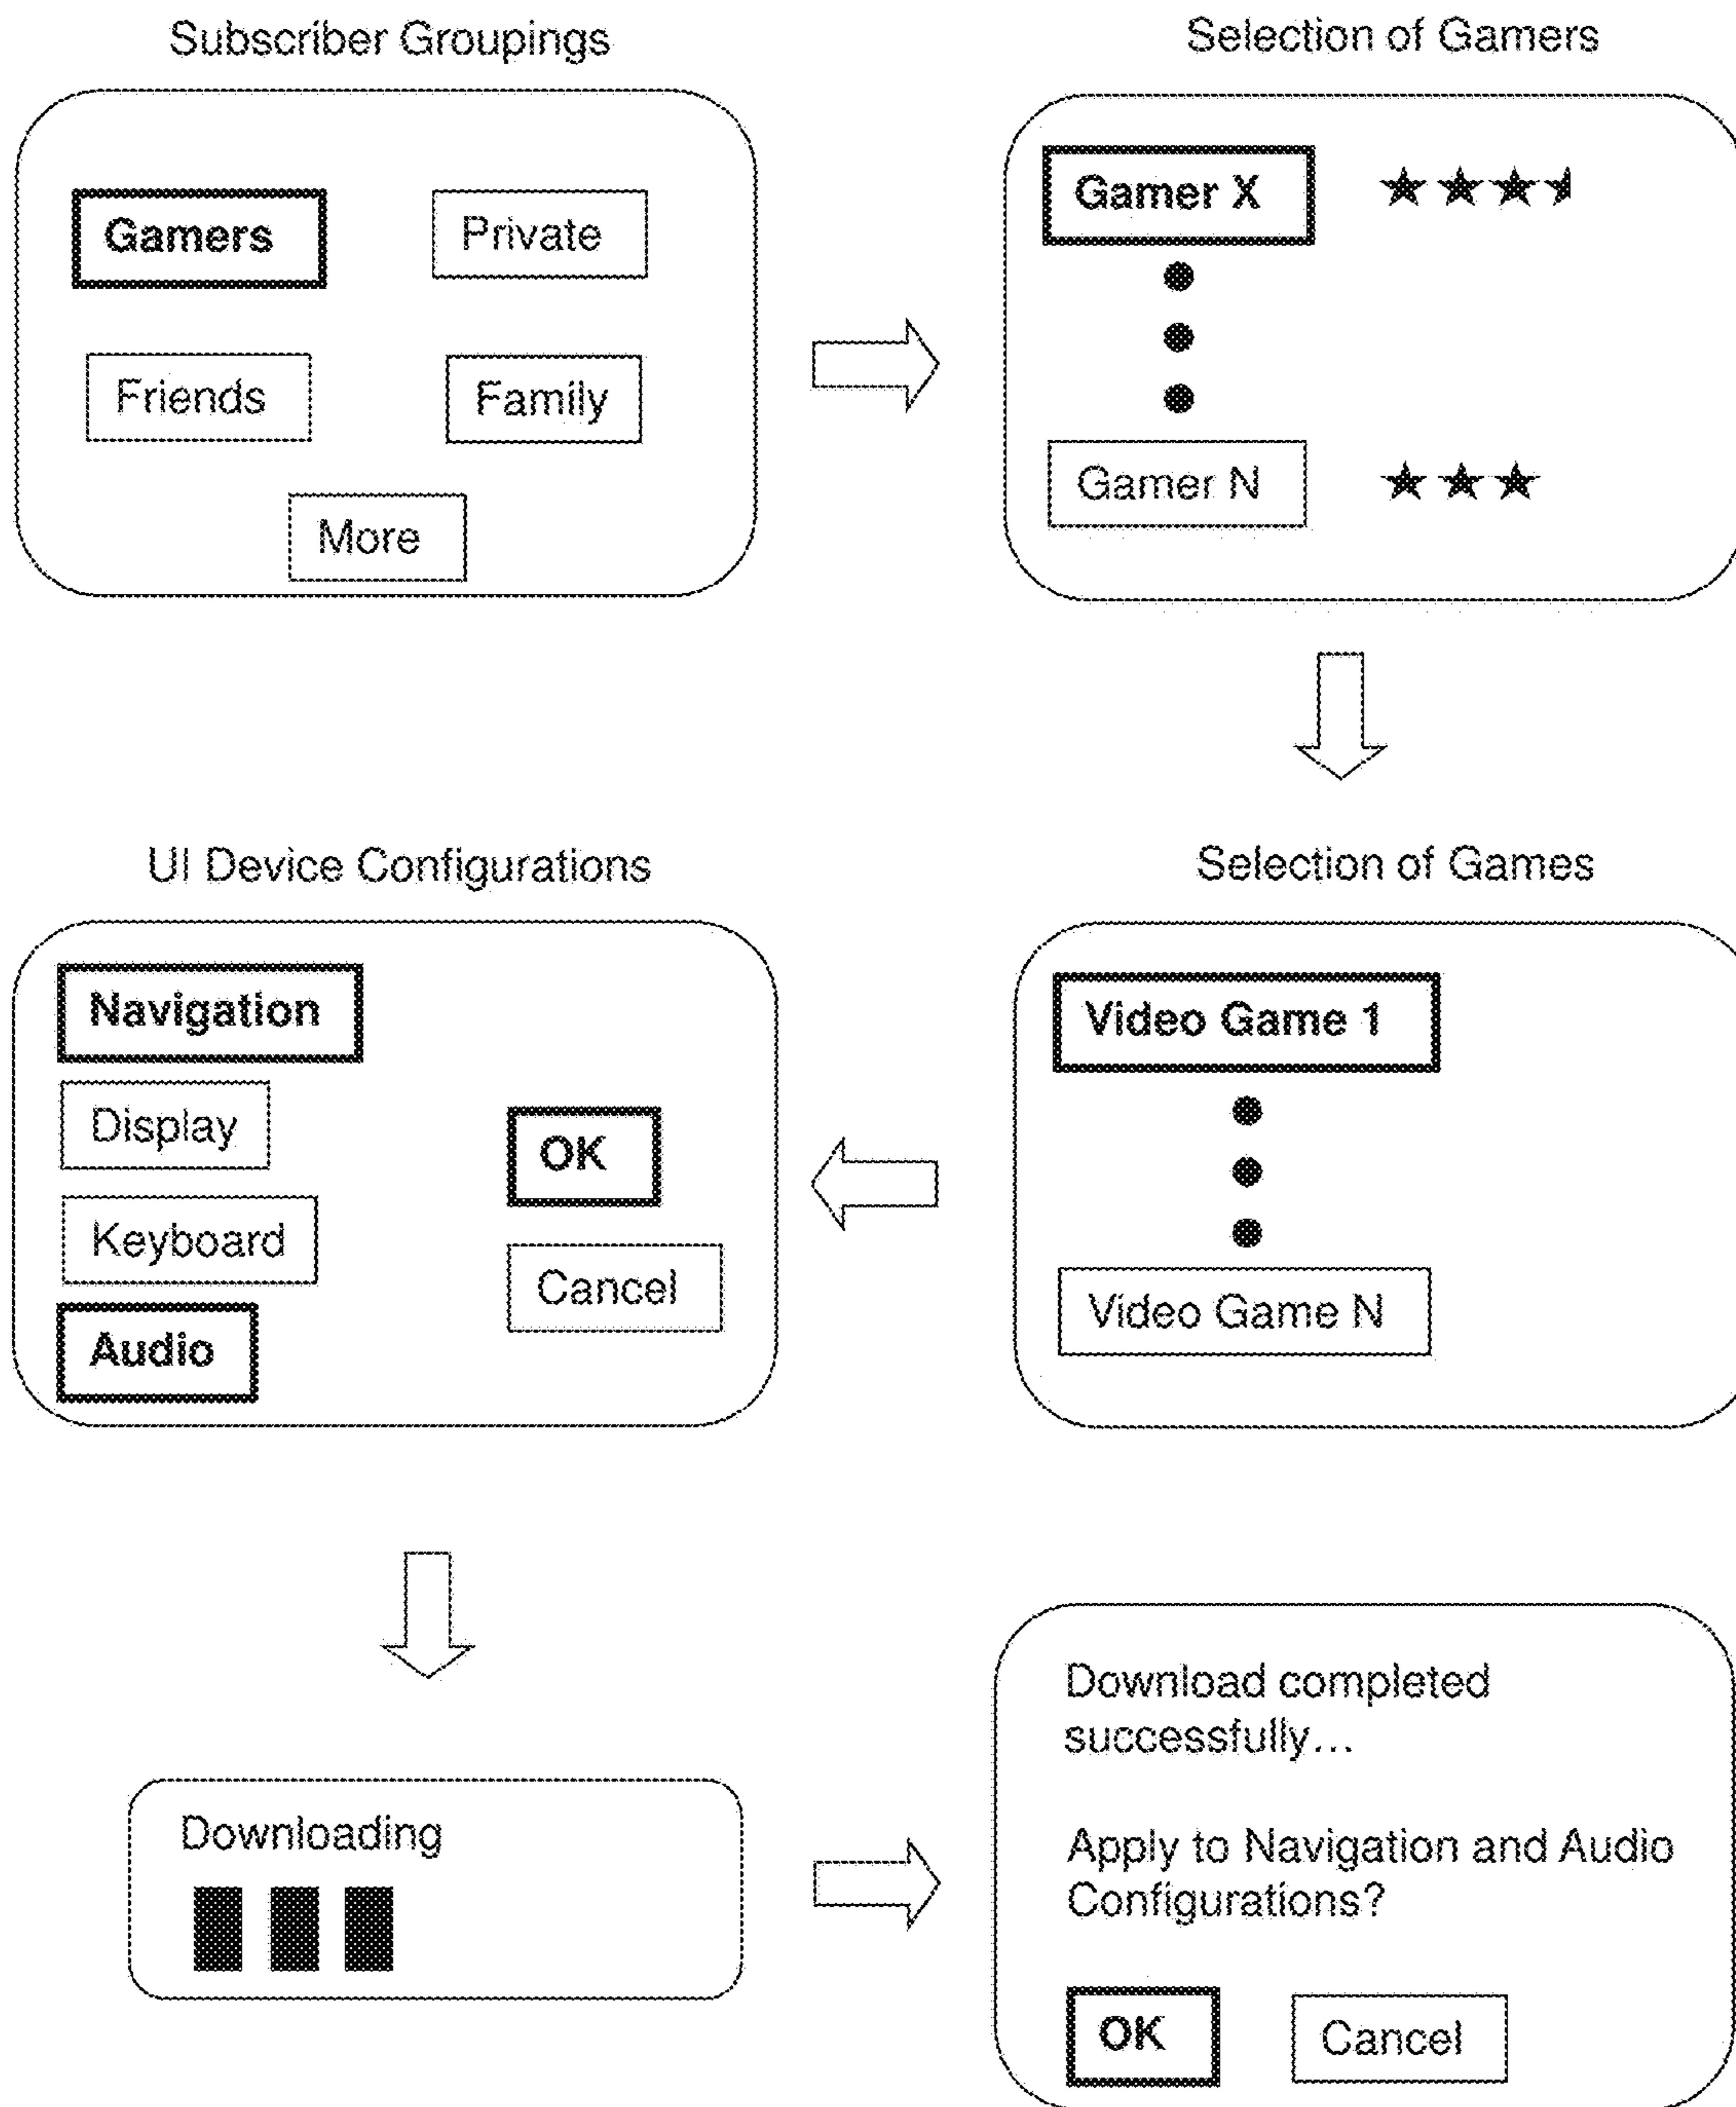 Subscriber Groupings
Gamers
Private
Friends
Family
More
Selection of Gamers
Gamer X
Gamer N
Selection of Games
Video Game 1
Video Game N
UI Device Configurations
Navigation
Display
Keyboard
Audio
OK
Cancel
Downloading
Download completed
successfully...
Apply to Navigation and Audio
Configurations?
OK
Cancel